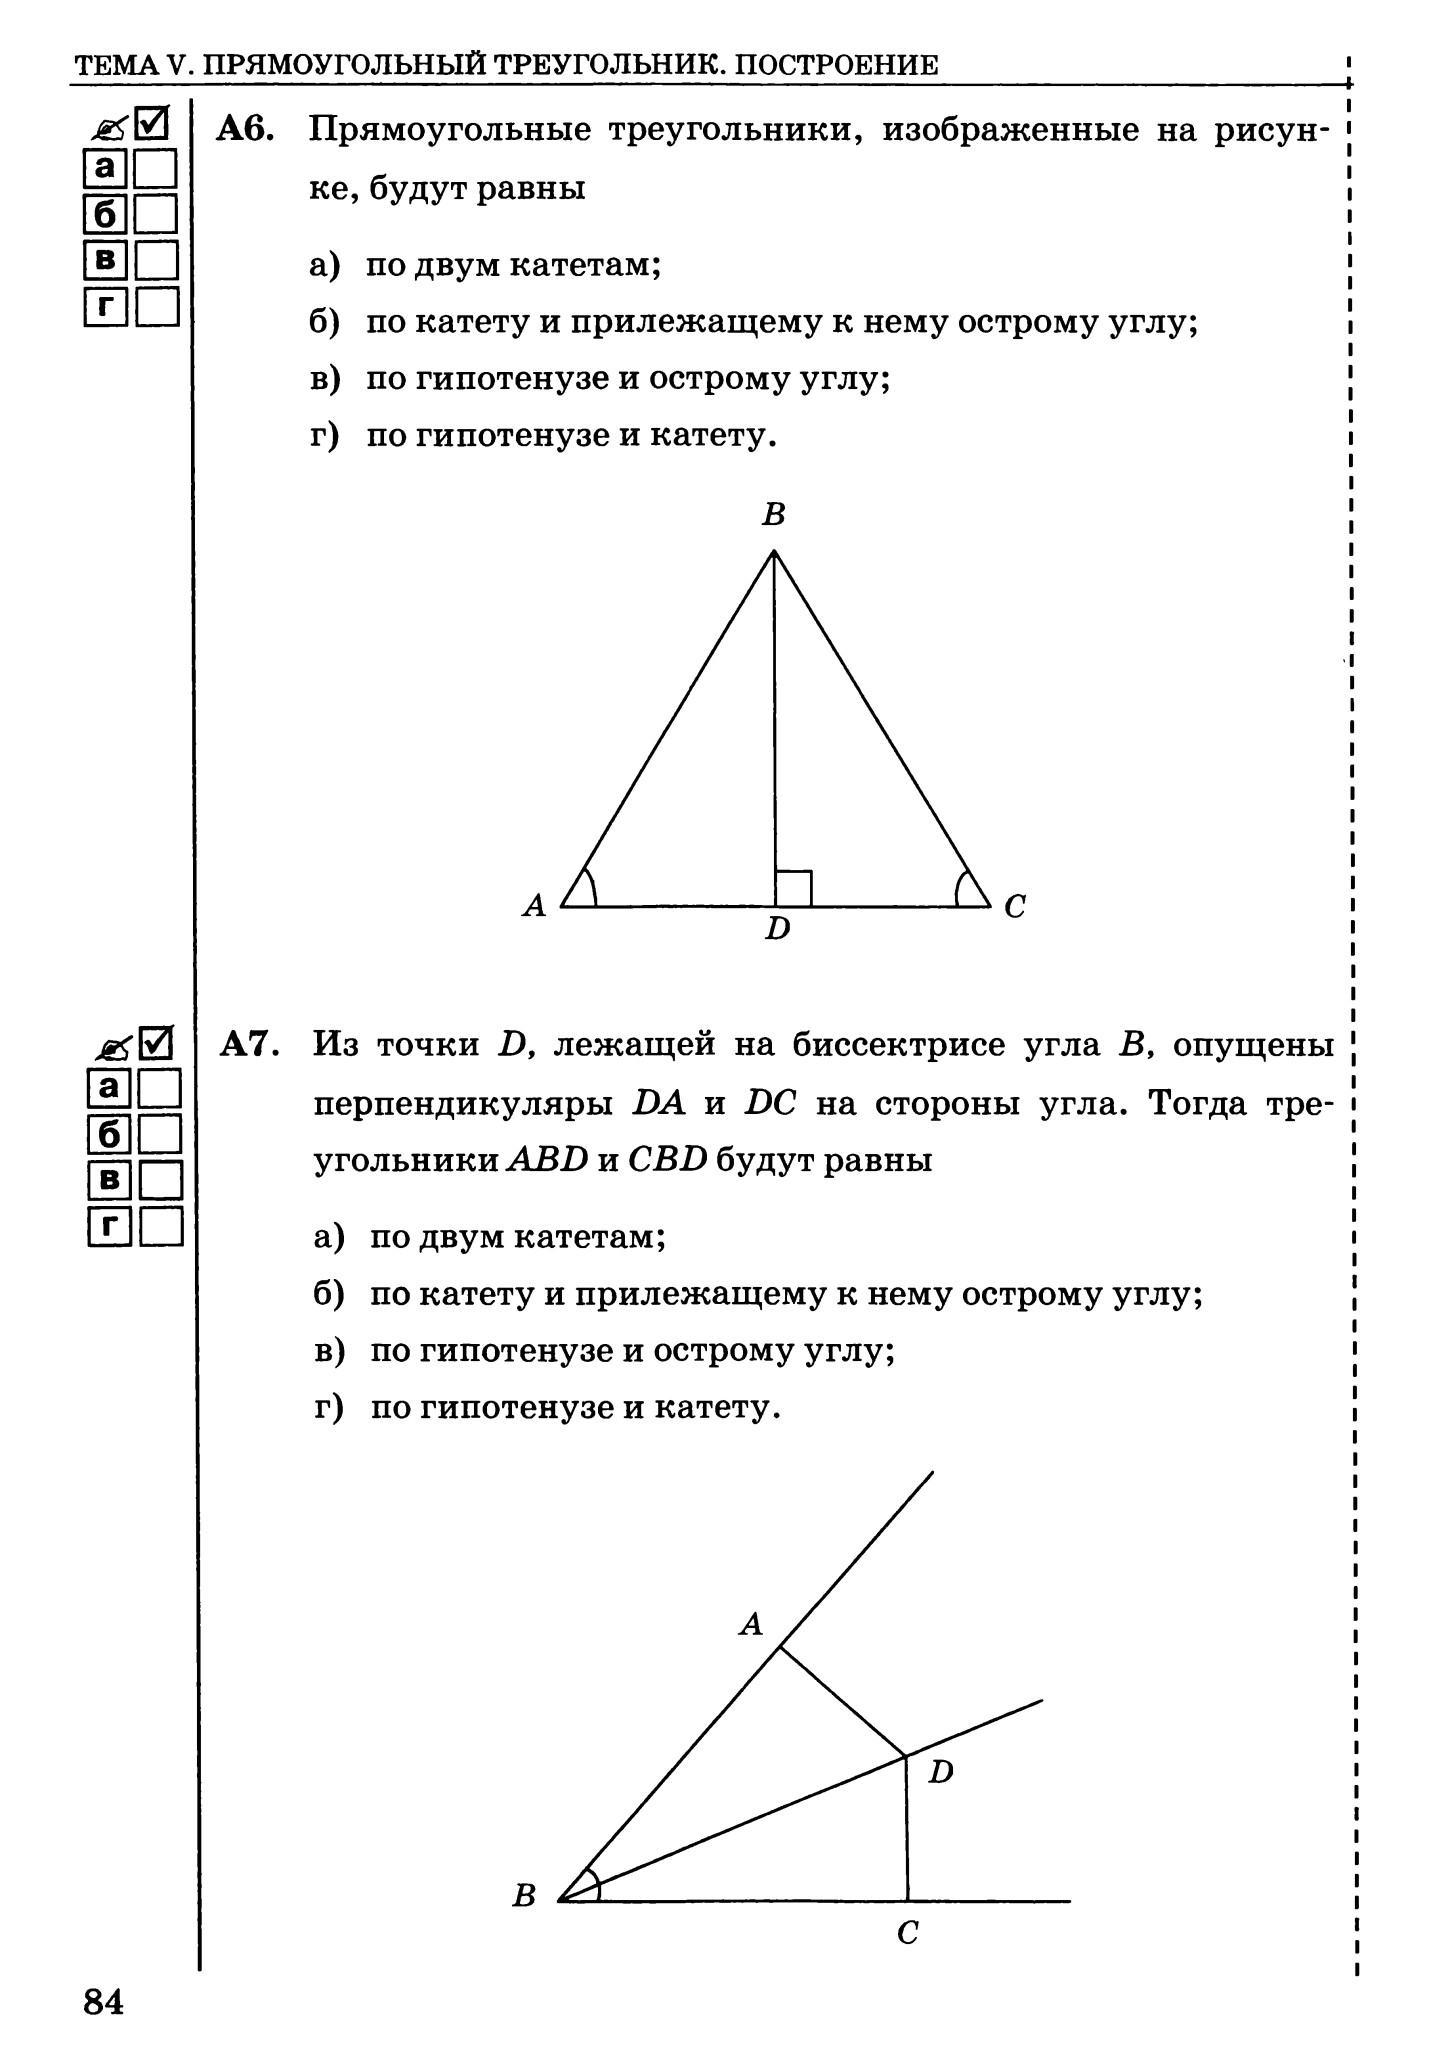 ТЕМА V. ПРЯМОУГОЛЬНЫЙ ТРЕУГОЛЬНИК. ПОСТРОЕНИЕ
а
б
в
г
А6. Прямоугольные треугольники, изображенные на рисун-
ке, будут равны
а) по двум катетам;
б) по катету и прилежащему к нему острому углу;
в) по гипотенузе и острому углу;
г) по гипотенузе и катету.
B
A
D
C
а
б
в
г
А7. Из точки D, лежащей на биссектрисе угла B, опущены
перпендикуляры DA и DC на стороны угла. Тогда тре-
угольники ABD и CBD будут равны
а) по двум катетам;
б) по катету и прилежащему к нему острому углу;
в) по гипотенузе и острому углу;
г) по гипотенузе и катету.
A
D
B
C
84